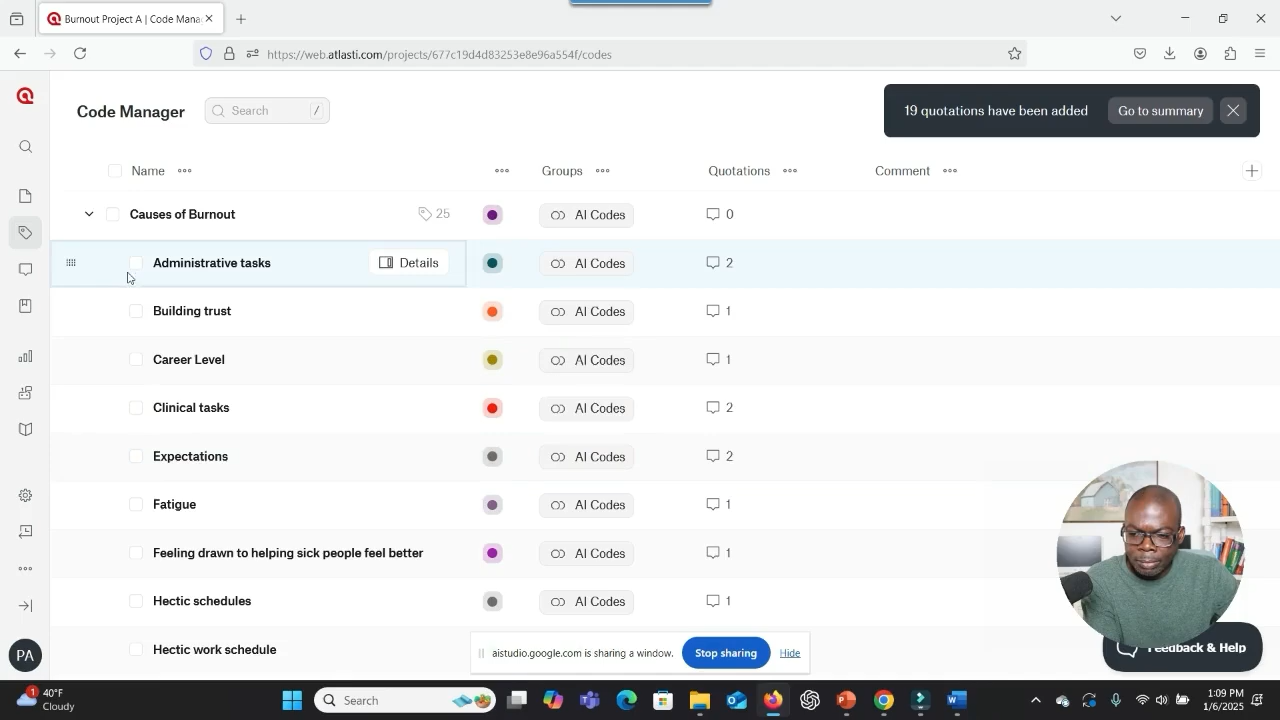 Burnout Project A | Code Mana
https://web.atlasti.com/projects/677c19d4d83253e8e96a554f/codes
Code Manager
Search /
19 quotations have been added Go to summary
Name Groups Quotations Comment
Causes of Burnout 25 AI Codes 0
Administrative tasks Details AI Codes 2
Building trust AI Codes 1
Career Level AI Codes 1
Clinical tasks AI Codes 2
Expectations AI Codes 2
Fatigue AI Codes 1
Feeling drawn to helping sick people feel better AI Codes 1
Hectic schedules AI Codes 1
Hectic work schedule
aistudio.google.com is sharing a window. Stop sharing Hide
Feedback & Help
PA
1
40°F
Cloudy
Search
1:09 PM
1/6/2025